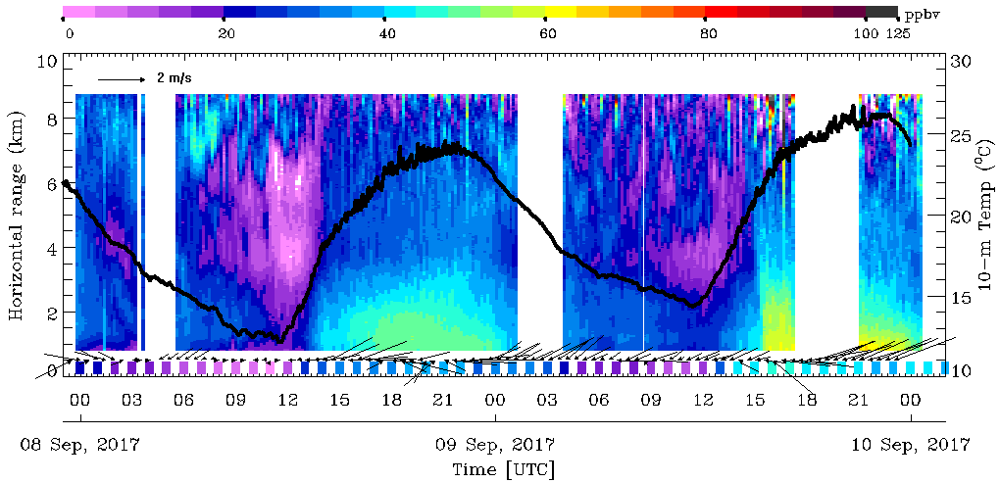 ppbv
0 20 40 60 80 100 125
2 m/s
10 8 6 4 2 0
Horizontal range (km)
30 25 20 15 10
10-m Temp (°C)
00 03 06 09 12 15 18 21 00 03 06 09 12 15 18 21 00
08 Sep, 2017 09 Sep, 2017 10 Sep, 2017
Time [UTC]